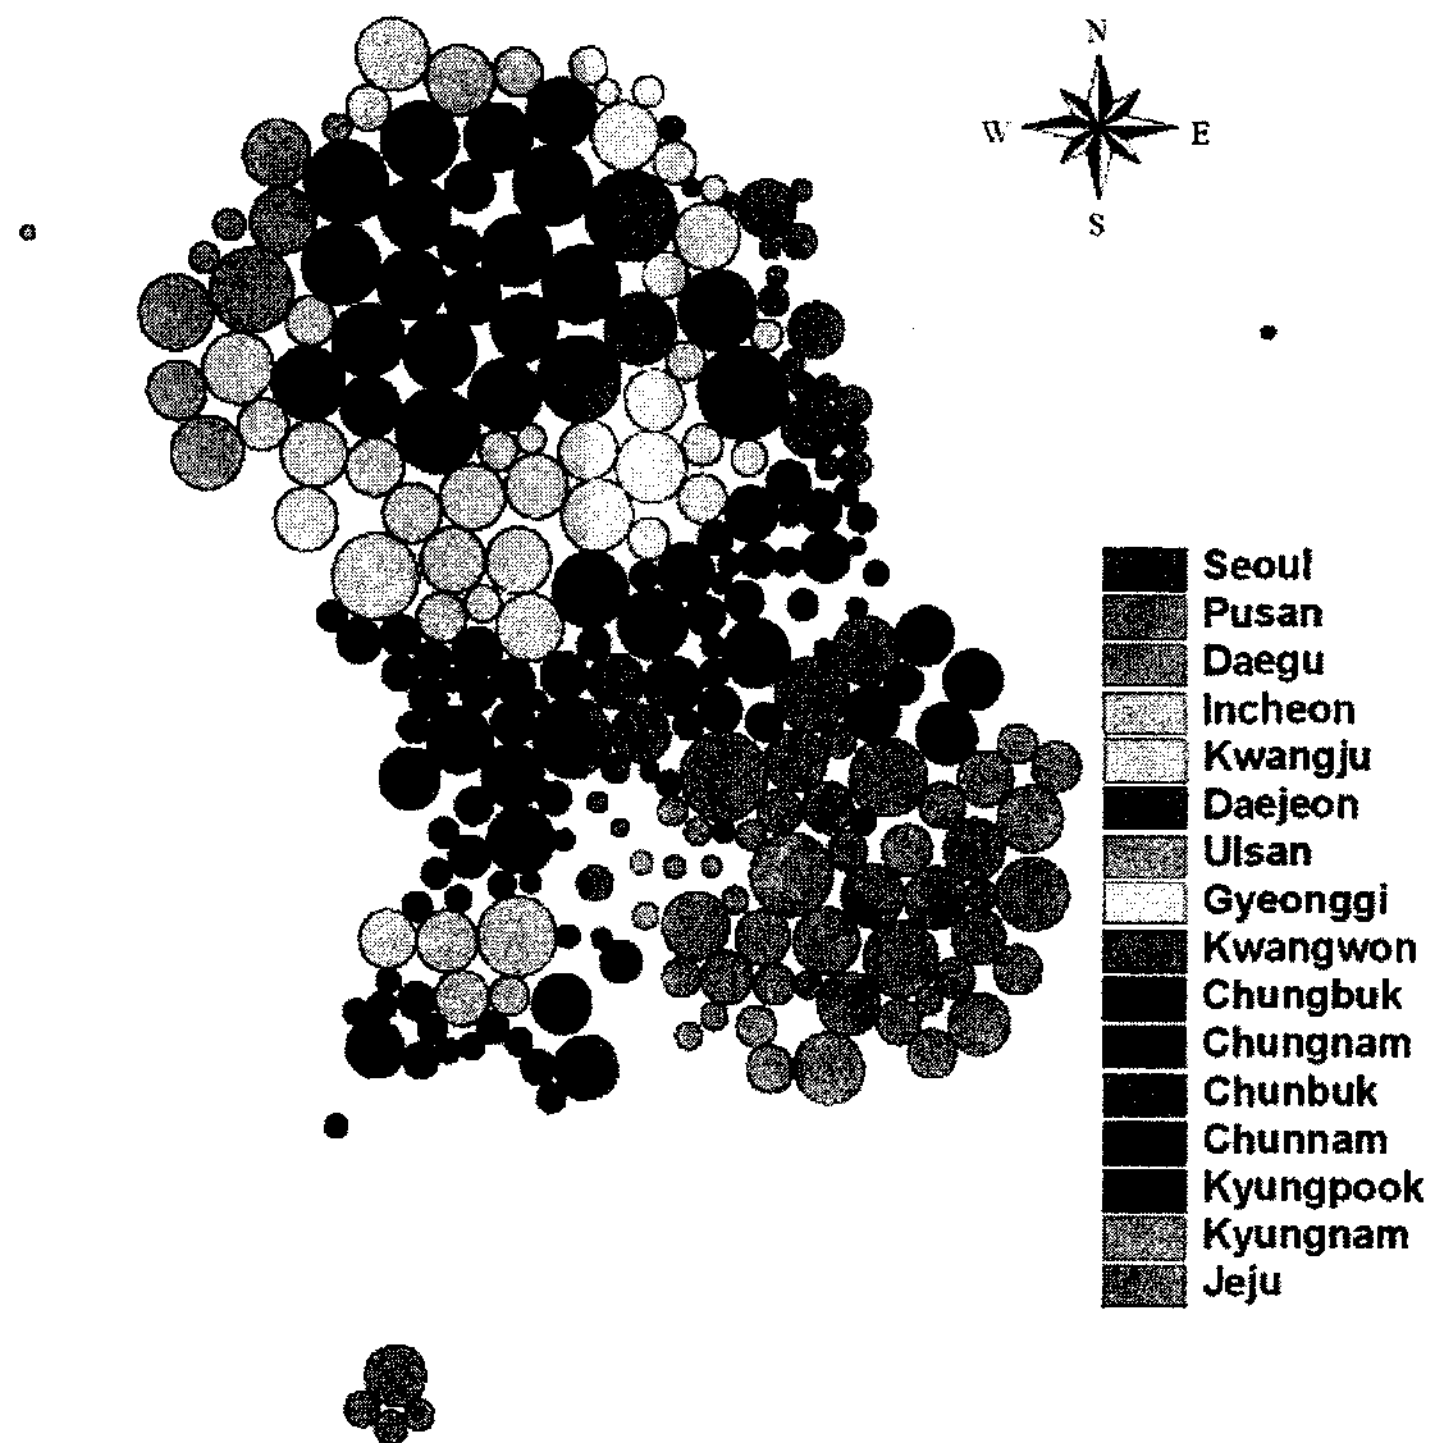 N
W E
S
Seoul
Pusan
Daegu
Incheon
Kwangju
Daejeon
Ulsan
Gyeonggi
Kwangwon
Chungbuk
Chungnam
Chunbuk
Chunnam
Kyungpook
Kyungnam
Jeju